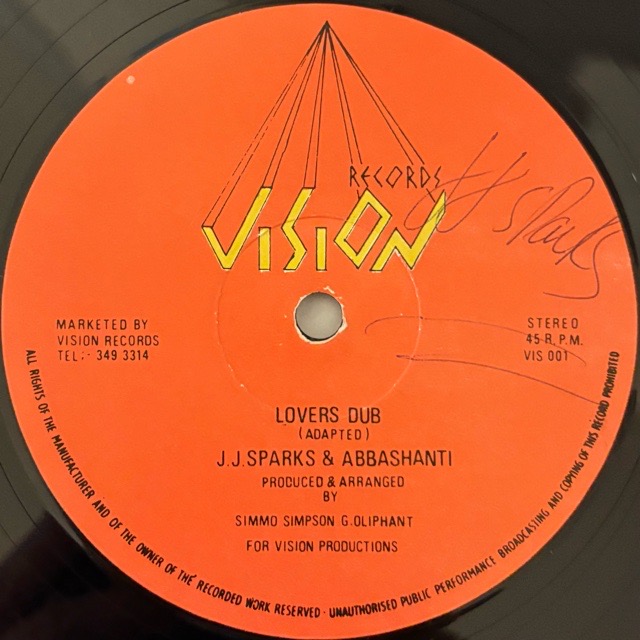 RECORDS
VISION
JJ Sparks
MARKETED BY
VISION RECORDS
TEL:- 349 3314
STEREO
45 R.P.M.
VIS 001
LOVERS DUB
(ADAPTED)
J.J.SPARKS & ABBASHANTI
PRODUCED & ARRANGED
BY
SIMMO SIMPSON G.OLIPHANT
FOR VISION PRODUCTIONS
ALL RIGHTS OF THE MANUFACTURER AND OF THE OWNER OF THE RECORDED WORK RESERVED · UNAUTHORISED PUBLIC PERFORMANCE BROADCASTING AND COPYING OF THIS RECORD PROHIBITED